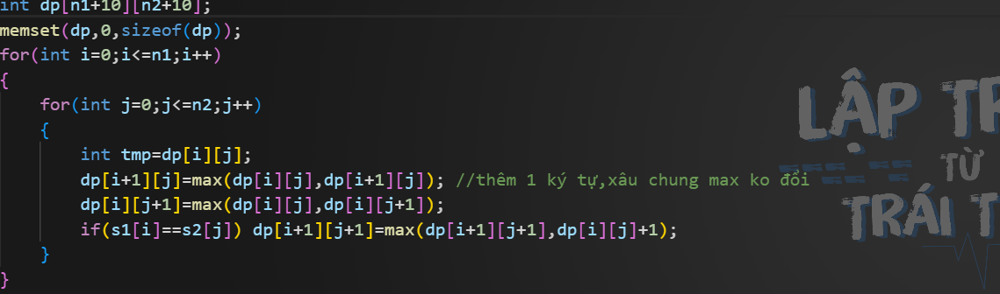 int dp[n1+10][n2+10];
memset(dp,0,sizeof(dp));
for(int i=0;i<=n1;i++)
{
    for(int j=0;j<=n2;j++)
    {
        int tmp=dp[i][j];
        dp[i+1][j]=max(dp[i][j],dp[i+1][j]); //thêm 1 ký tự,xâu chung max ko đổi
        dp[i][j+1]=max(dp[i][j],dp[i][j+1]);
        if(s1[i]==s2[j]) dp[i+1][j+1]=max(dp[i+1][j+1],dp[i][j]+1);
    }
}
LẬP TR
TỪ
TRÁI T